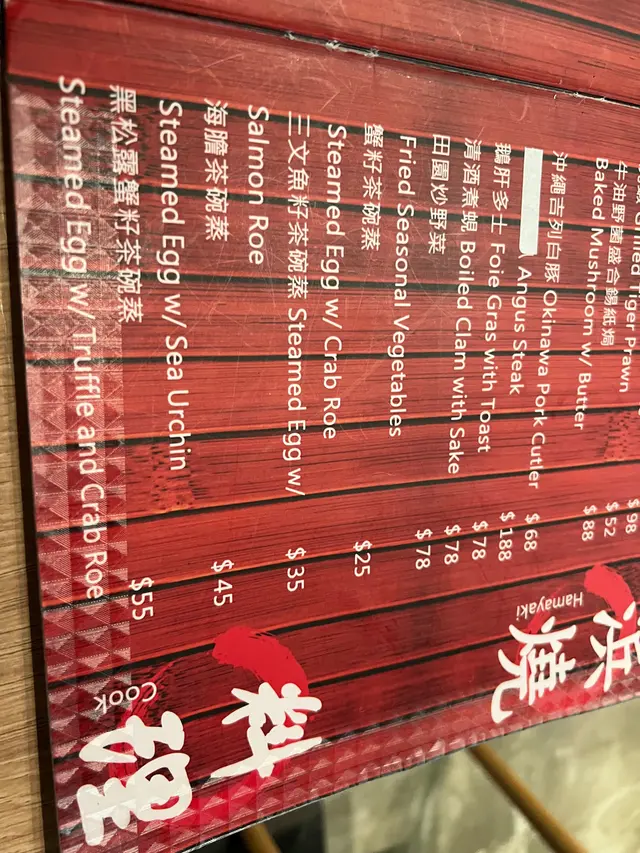 Tiger Prawn $52
牛油野菌盛合錫紙焗 $88
Baked Mushroom w/ Butter
沖繩吉列白豚 Okinawa Pork Cutler $68
Angus Steak $188
鵝肝多士 Foie Gras with Toast $78
清酒煮蜆 Boiled Clam with Sake $78
田園炒野菜 $78
Fried Seasonal Vegetables
蟹籽茶碗蒸 $25
Steamed Egg w/ Crab Roe
三文魚籽茶碗蒸 Steamed Egg w/ $35
Salmon Roe
海膽茶碗蒸 $45
Steamed Egg w/ Sea Urchin
黑松露蟹籽茶碗蒸 $55
Steamed Egg w/ Truffle and Crab Roe
浜燒
Hamayaki
料理
Cook